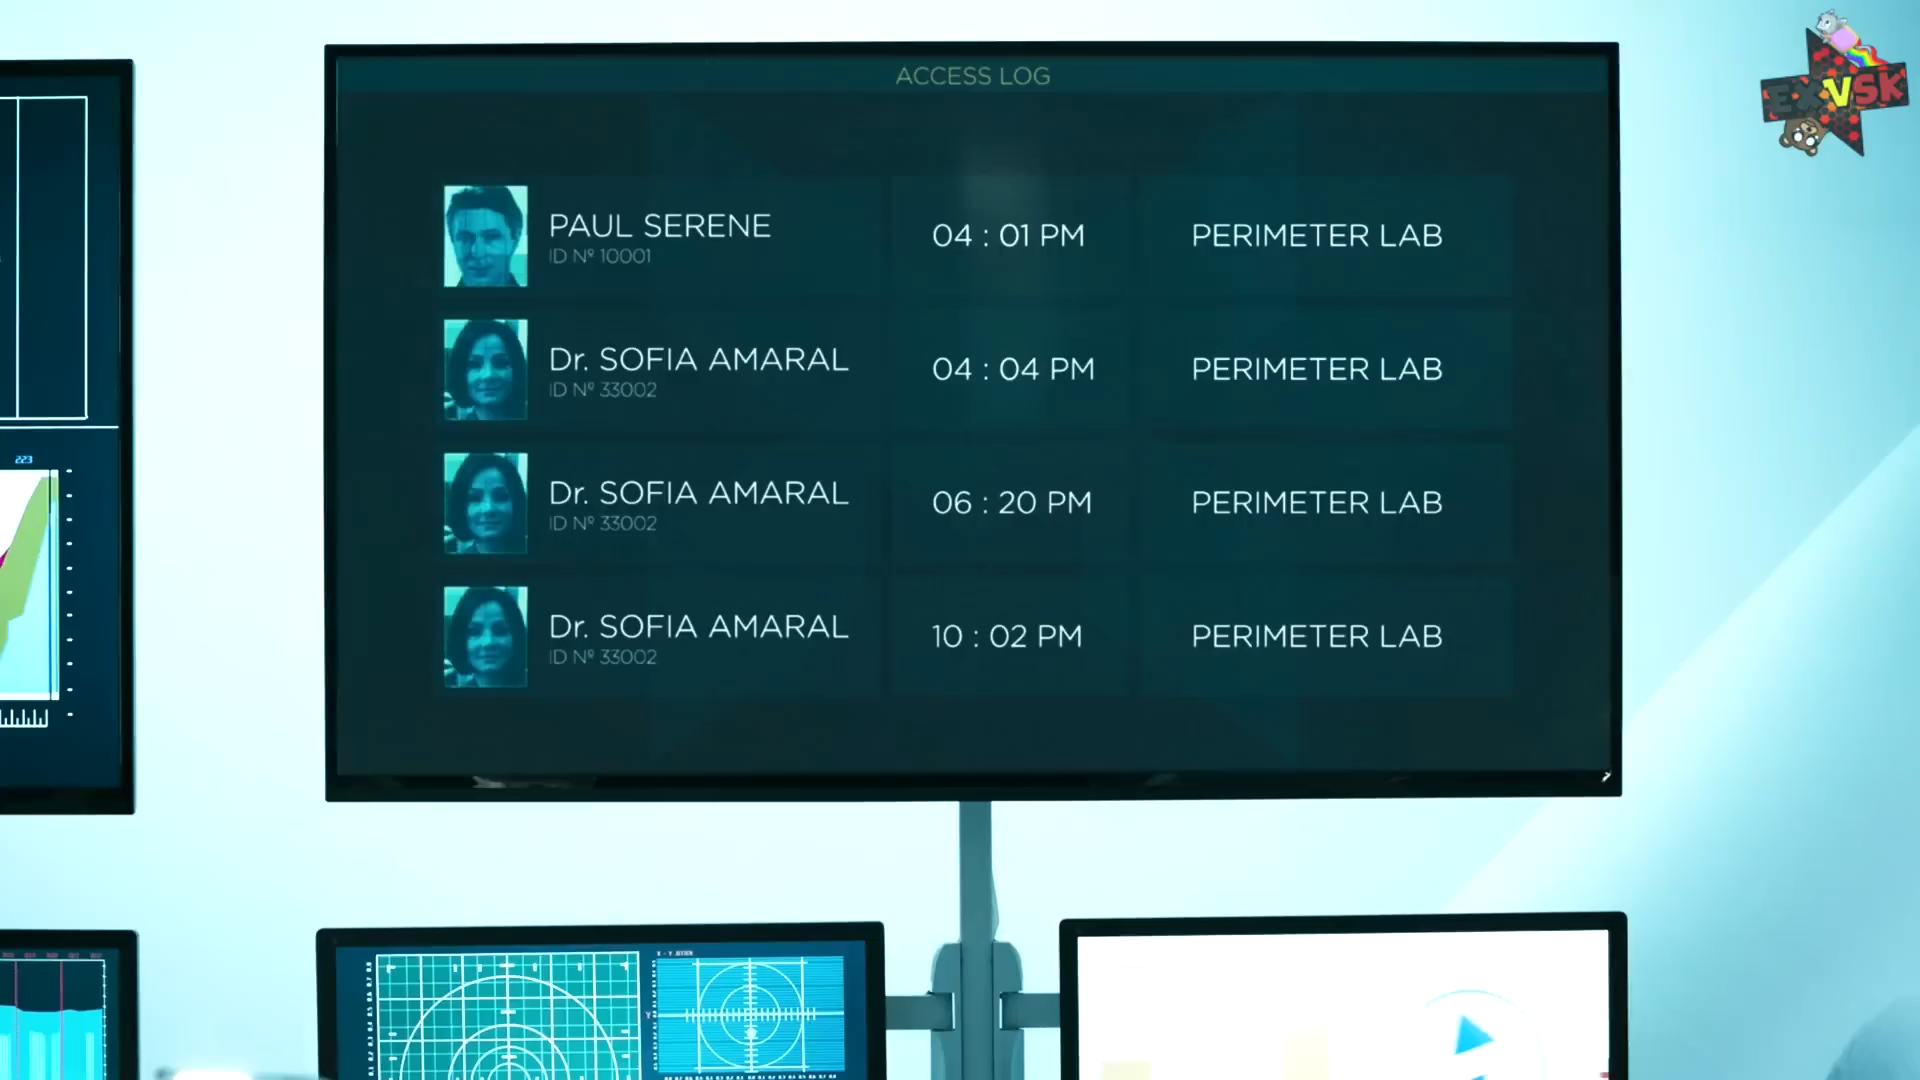 ACCESS LOG
PAUL SERENE
ID Nº 10001
04 : 01 PM
PERIMETER LAB
Dr. SOFIA AMARAL
ID Nº 33002
04 : 04 PM
PERIMETER LAB
Dr. SOFIA AMARAL
ID Nº 33002
06 : 20 PM
PERIMETER LAB
Dr. SOFIA AMARAL
ID Nº 33002
10 : 02 PM
PERIMETER LAB
EXVSK
223